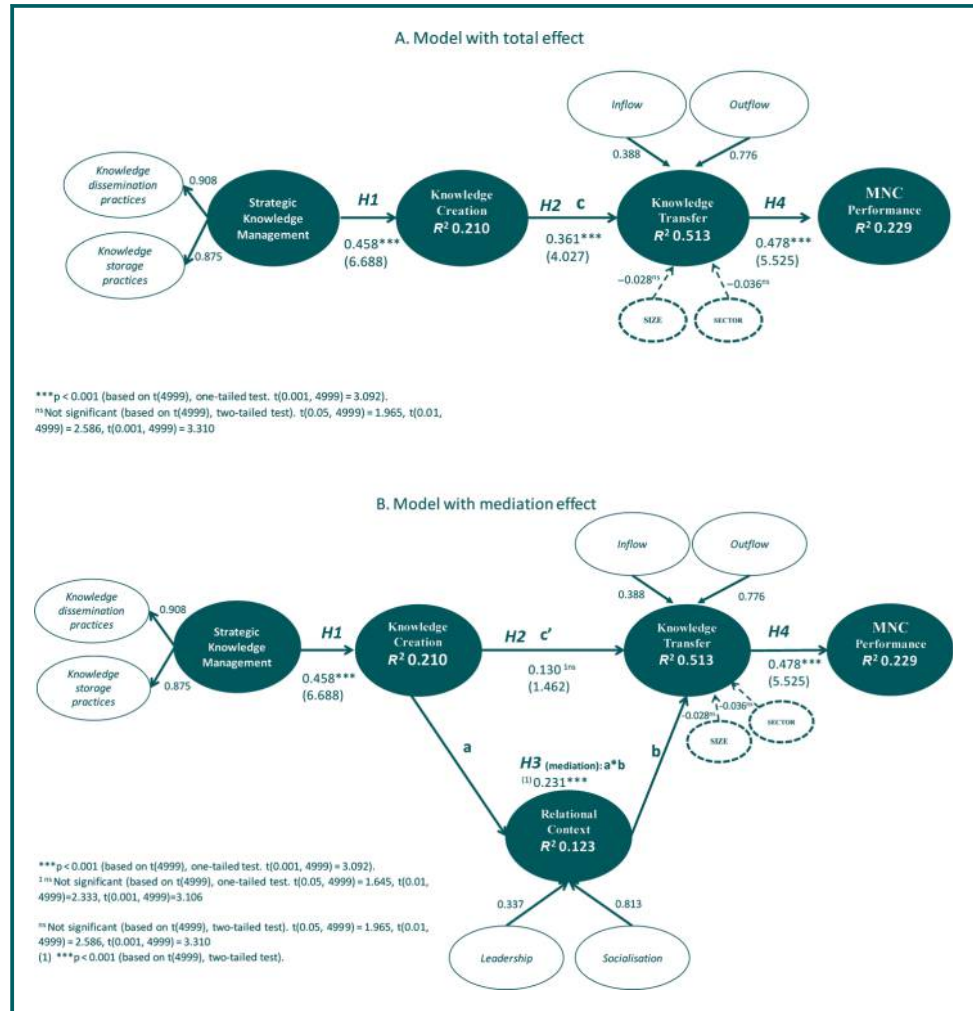 A. Model with total effect
Inflow
Outflow
0.388
0.776
Knowledge
dissemination
practices
0.908
Knowledge
storage
practices
0.875
Strategic
Knowledge
Management
H1
0.458***
(6.688)
Knowledge
Creation
R² 0.210
H2 c
0.361***
(4.027)
Knowledge
Transfer
R² 0.513
H4
0.478***
(5.525)
MNC
Performance
R² 0.229
−0.028ⁿˢ
−0.036ⁿˢ
SIZE
SECTOR
***p < 0.001 (based on t(4999), one-tailed test. t(0.001, 4999) = 3.092).
ⁿˢ Not significant (based on t(4999), two-tailed test). t(0.05, 4999) = 1.965, t(0.01,
4999) = 2.586, t(0.001, 4999) = 3.310
B. Model with mediation effect
Inflow
Outflow
0.388
0.776
Knowledge
dissemination
practices
0.908
Knowledge
storage
practices
0.875
Strategic
Knowledge
Management
H1
0.458***
(6.688)
Knowledge
Creation
R² 0.210
H2 c'
0.130 ¹ⁿˢ
(1.462)
Knowledge
Transfer
R² 0.513
H4
0.478***
(5.525)
MNC
Performance
R² 0.229
-0.028ⁿˢ
-0.036ⁿˢ
SIZE
SECTOR
a
b
H3 (mediation): a*b
⁽¹⁾ 0.231***
Relational
Context
R² 0.123
0.337
0.813
Leadership
Socialisation
***p < 0.001 (based on t(4999), one-tailed test. t(0.001, 4999) = 3.092).
¹ ⁿˢ Not significant (based on t(4999), one-tailed test. t(0.05, 4999) = 1.645, t(0.01,
4999)=2.333, t(0.001, 4999)=3.106
ⁿˢ Not significant (based on t(4999), two-tailed test). t(0.05, 4999) = 1.965, t(0.01,
4999) = 2.586, t(0.001, 4999) = 3.310
(1) ***p < 0.001 (based on t(4999), two-tailed test).